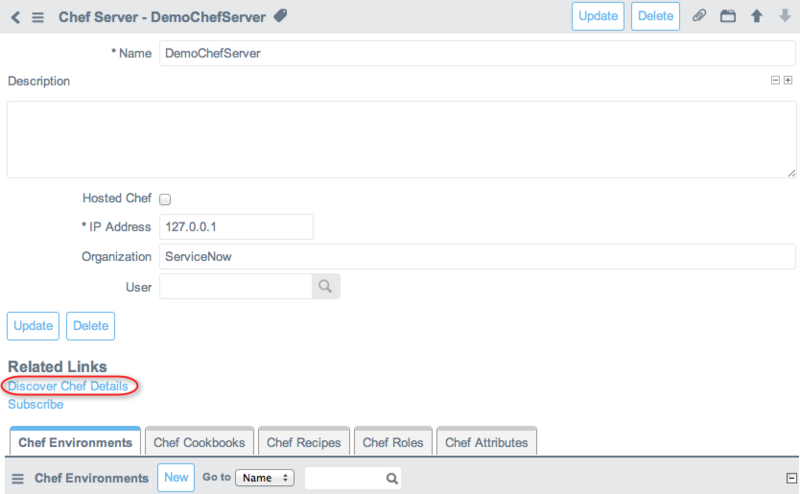 Chef Server - DemoChefServer Update Delete
* Name DemoChefServer
Description
Hosted Chef
* IP Address 127.0.0.1
Organization ServiceNow
User
Update Delete
Related Links
Discover Chef Details
Subscribe
Chef Environments Chef Cookbooks Chef Recipes Chef Roles Chef Attributes
Chef Environments New Go to Name